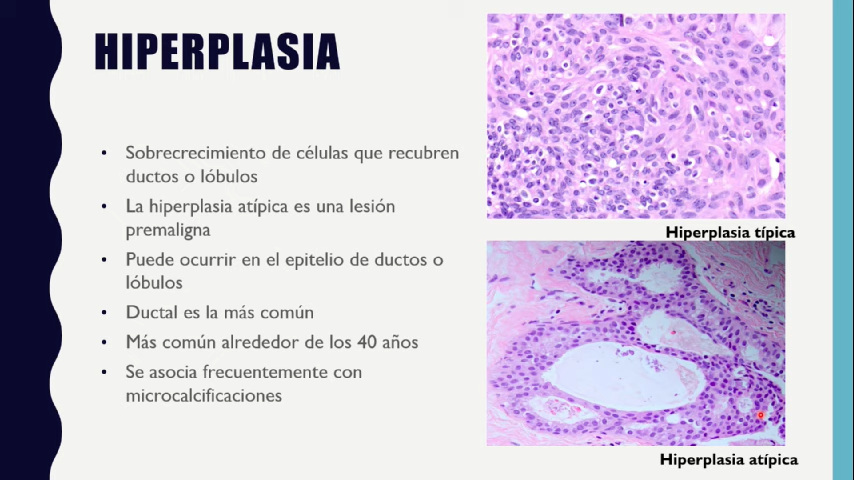 HIPERPLASIA
• Sobrecrecimiento de células que recubren
ductos o lóbulos
• La hiperplasia atípica es una lesión
premaligna
• Puede ocurrir en el epitelio de ductos o
lóbulos
• Ductal es la más común
• Más común alrededor de los 40 años
• Se asocia frecuentemente con
microcalcificaciones
Hiperplasia típica
Hiperplasia atípica